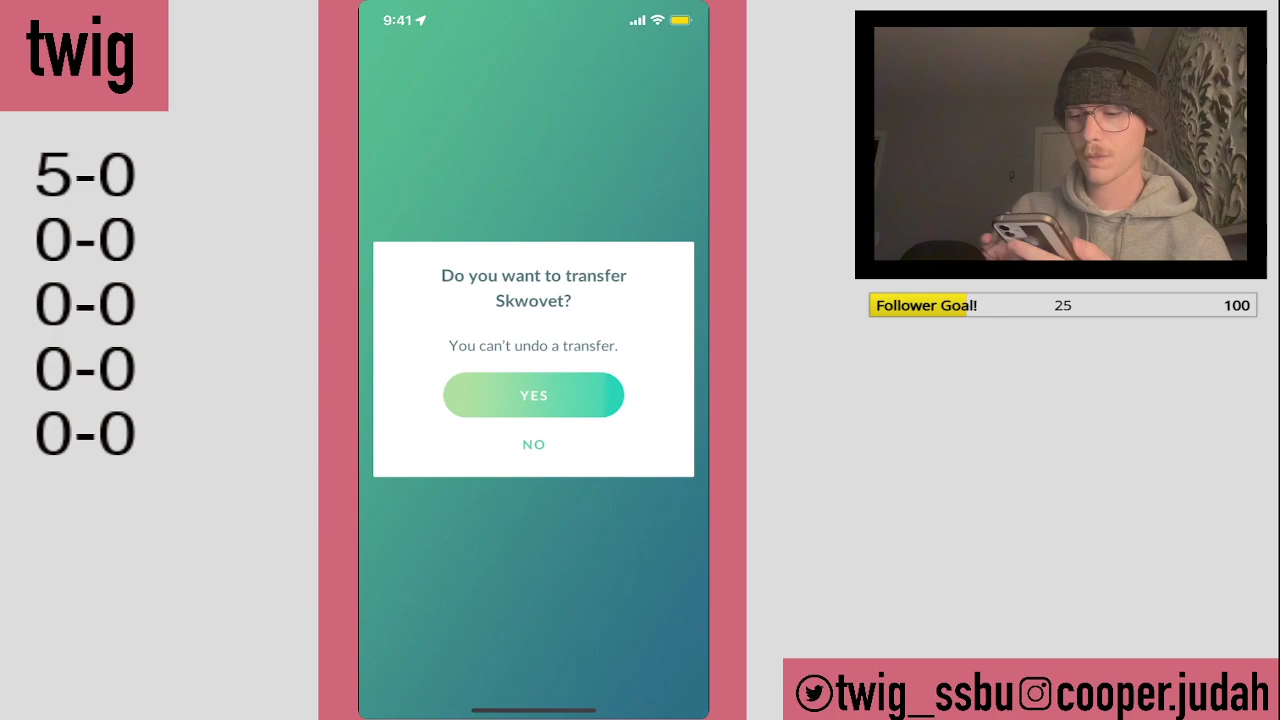 twig
5-0
0-0
0-0
0-0
0-0
9:41
Do you want to transfer
Skwovet?
You can't undo a transfer.
YES
NO
Follower Goal! 25 100
twig_ssbu cooper.judah